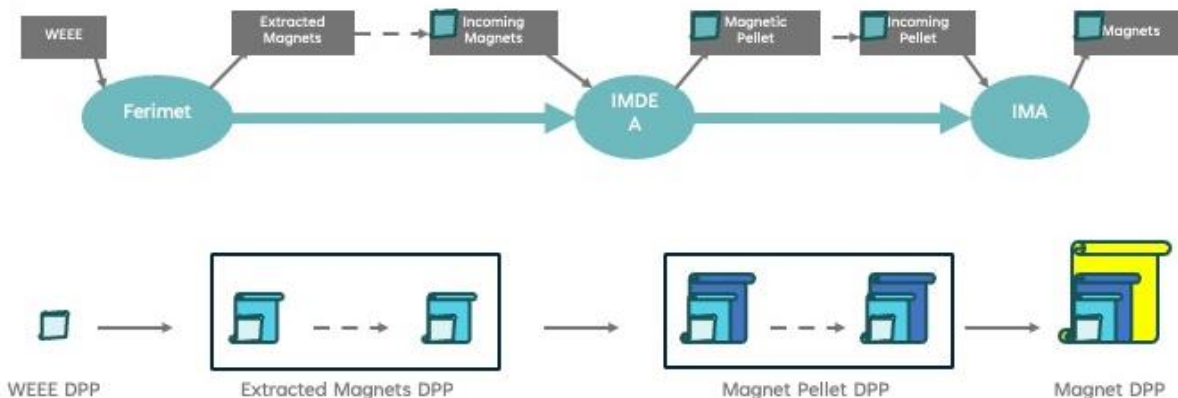 WEEE
Extracted
Magnets
Incoming
Magnets
Magnetic
Pellet
Incoming
Pellet
Magnets
Ferimet
IMDE
A
IMA
WEEE DPP
Extracted Magnets DPP
Magnet Pellet DPP
Magnet DPP